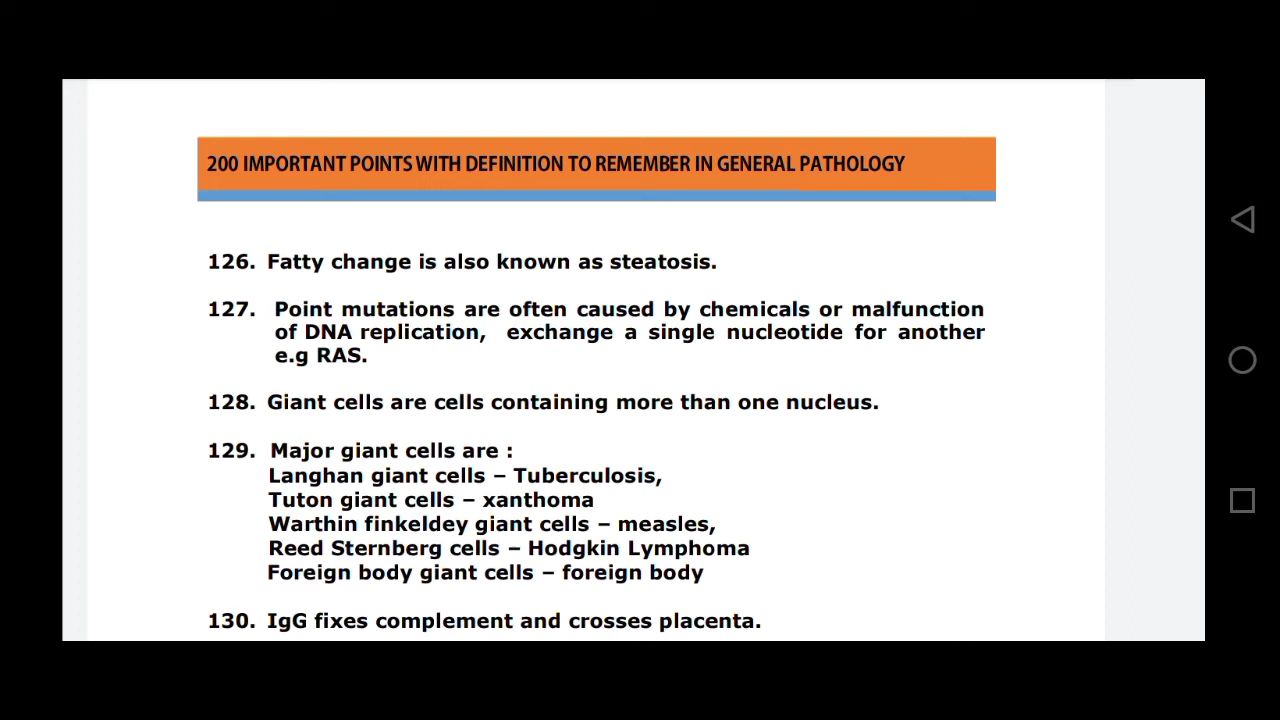 200 IMPORTANT POINTS WITH DEFINITION TO REMEMBER IN GENERAL PATHOLOGY
126. Fatty change is also known as steatosis.
127. Point mutations are often caused by chemicals or malfunction
of DNA replication, exchange a single nucleotide for another
e.g RAS.
128. Giant cells are cells containing more than one nucleus.
129. Major giant cells are :
Langhan giant cells – Tuberculosis,
Tuton giant cells – xanthoma
Warthin finkeldey giant cells – measles,
Reed Sternberg cells – Hodgkin Lymphoma
Foreign body giant cells – foreign body
130. IgG fixes complement and crosses placenta.